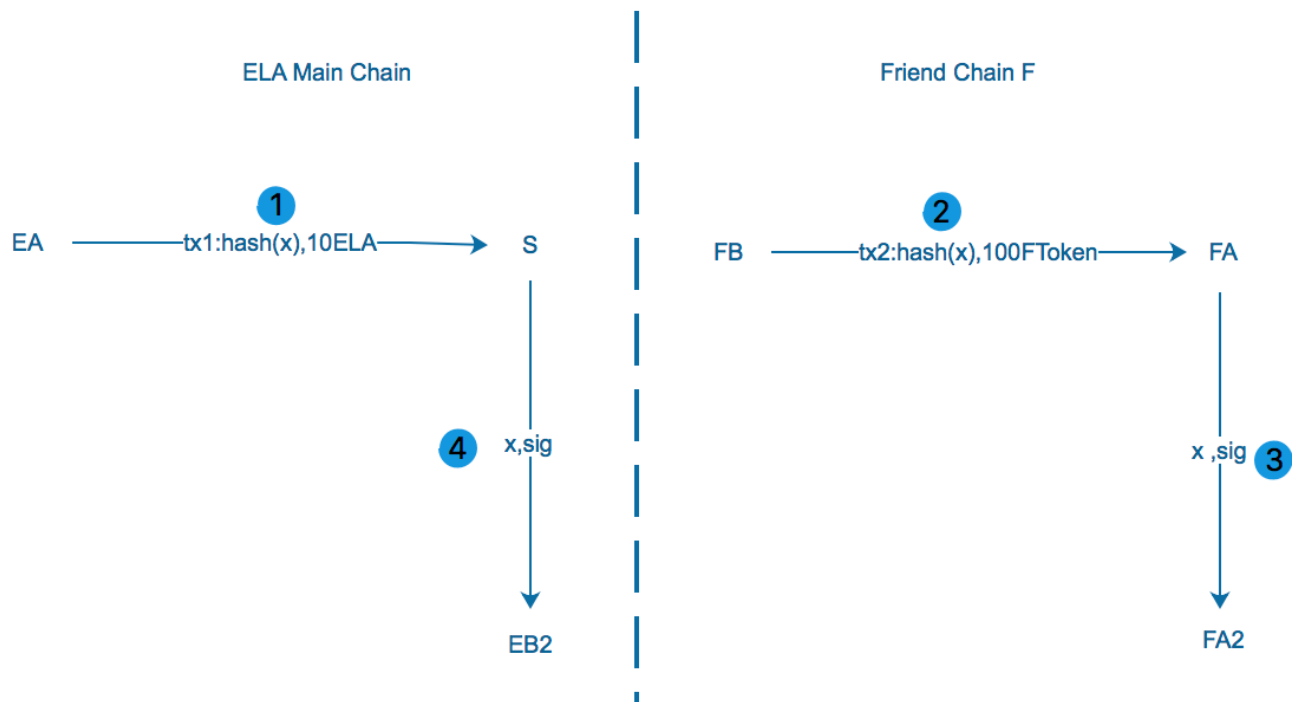 ELA Main Chain
Friend Chain F
1
2
EA
tx1:hash(x),10ELA
S
FB
tx2:hash(x),100FToken
FA
4
x,sig
x ,sig
3
EB2
FA2